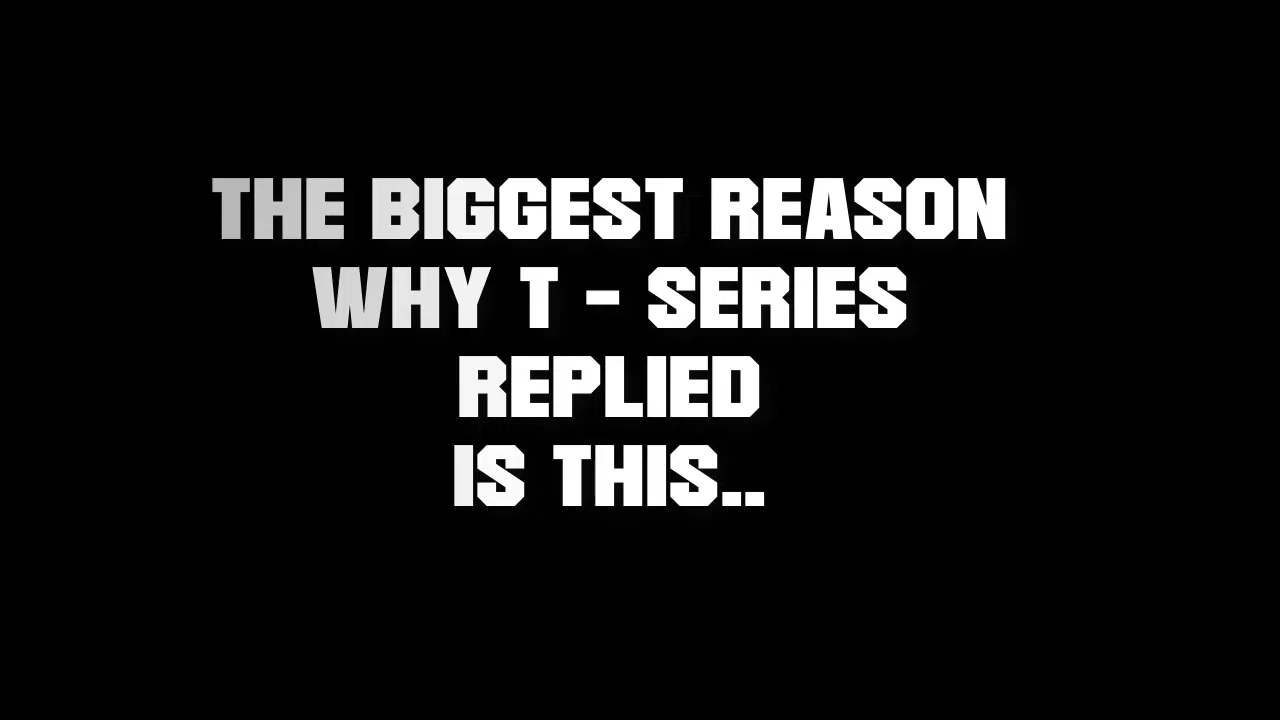 THE BIGGEST REASON
WHY T - SERIES
REPLIED
IS THIS..